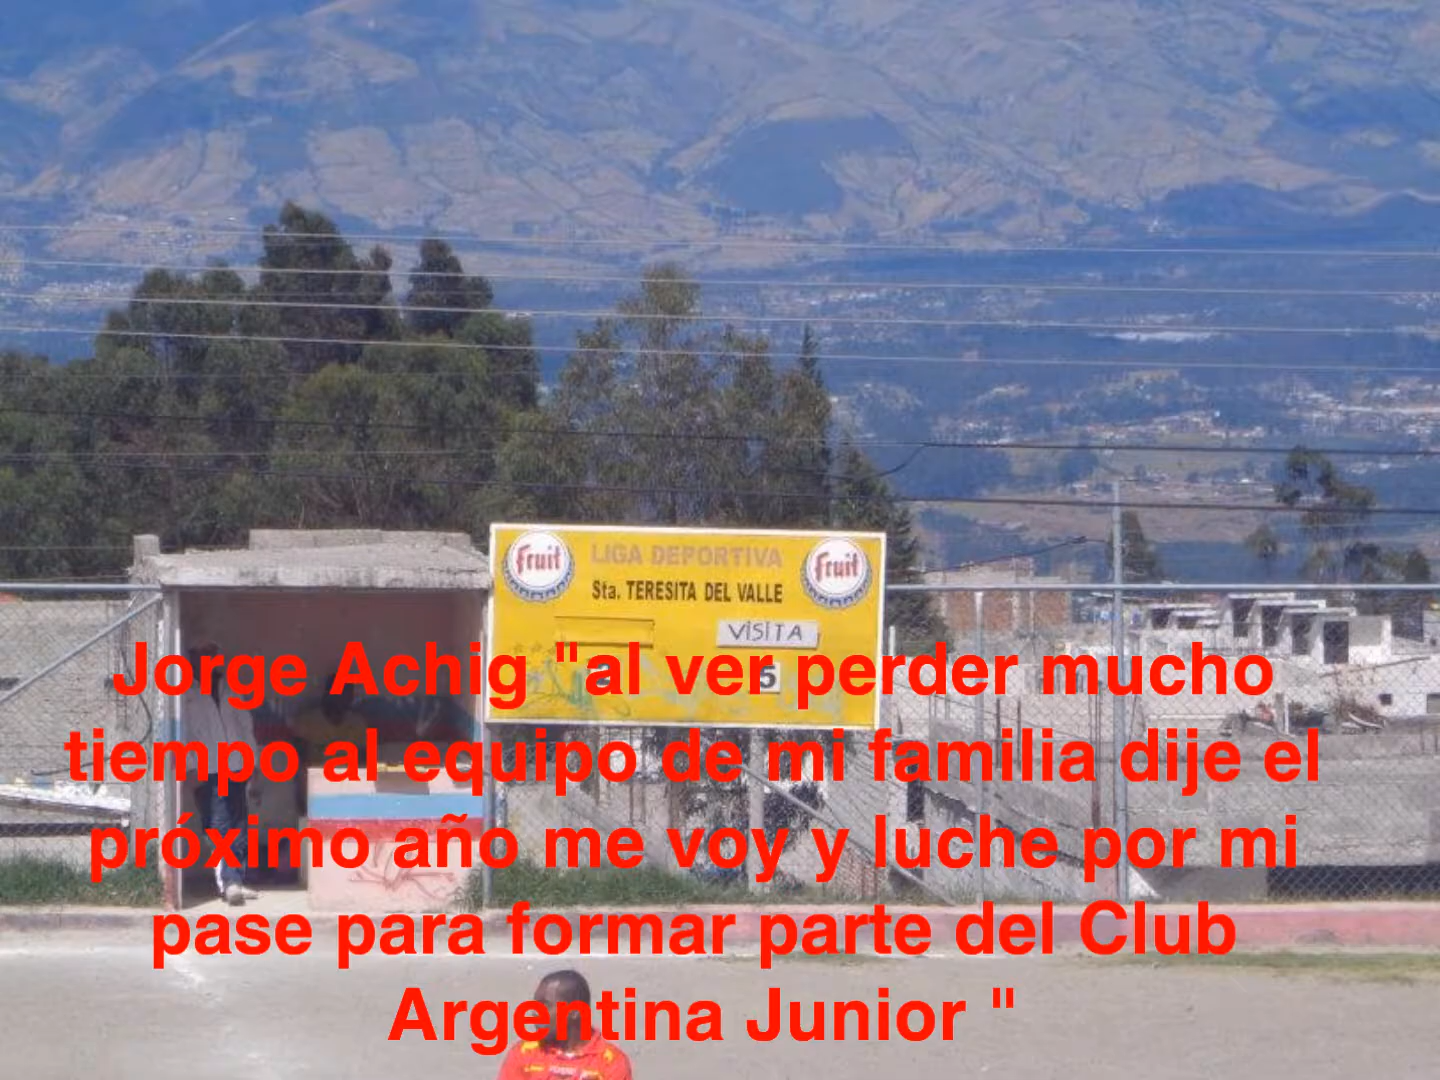 Fruit
LIGA DEPORTIVA
Fruit
Sta. TERESITA DEL VALLE
VISITA
5
Jorge Achig "al ver perder mucho
tiempo al equipo de mi familia dije el
próximo año me voy y luche por mi
pase para formar parte del Club
Argentina Junior "